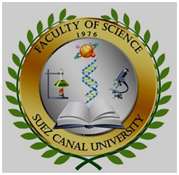 FACULTY OF SCIENCE
1976
SUEZ CANAL UNIVERSITY